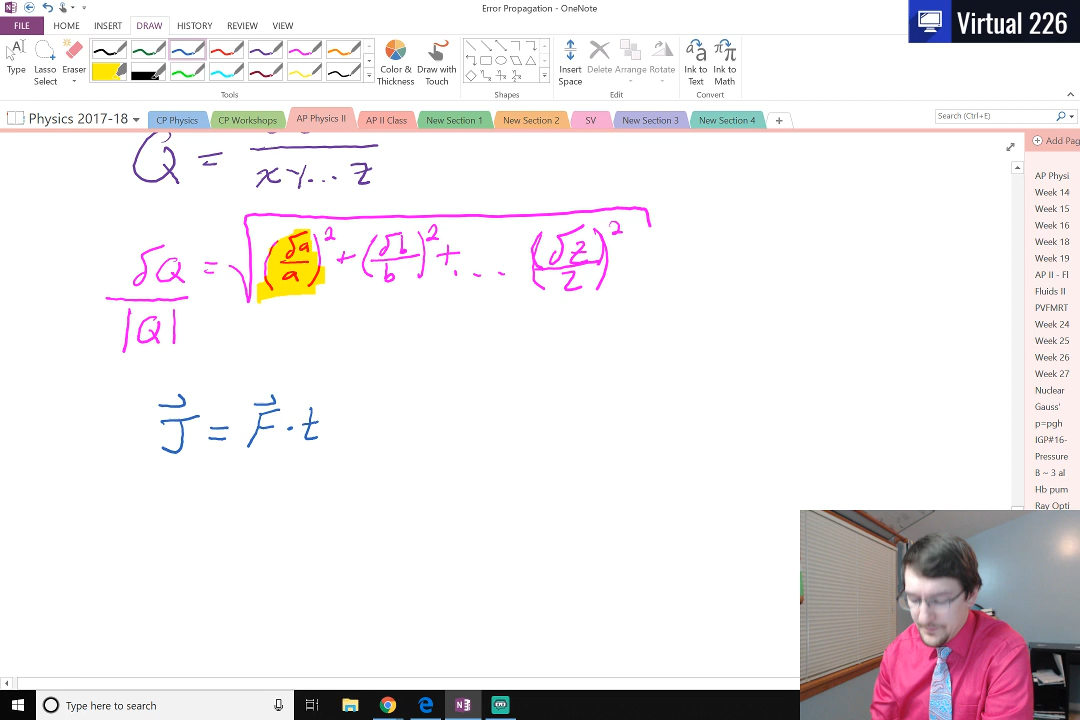 Error Propagation - OneNote
Virtual 226
FILE HOME INSERT DRAW HISTORY REVIEW VIEW
Type Lasso Select Eraser Color & Thickness Draw with Touch Insert Space Delete Arrange Rotate Ink to Text Ink to Math
Tools Shapes Edit Convert
Physics 2017-18 CP Physics CP Workshops Physics AP Physics II AP II Class New Section 1 New Section 2 SV New Section 3 New Section 4 + Search (Ctrl+E)
Add Pag
AP Physi
Week 14
Week 15
Week 16
Week 18
Week 19
AP II - Fl
Fluids II
PVFMRT
Week 24
Week 25
Week 26
Week 27
Nuclear
Gauss'
p=pgh
IGP#16-
Pressure
B ~ 3 al
Hb pum
Ray Opti
Q = / xy...z
δQ/|Q| = √((δa/a)² + (δb/b)² + ... (δz/z)²)
J⃗ = F⃗ · t
Type here to search